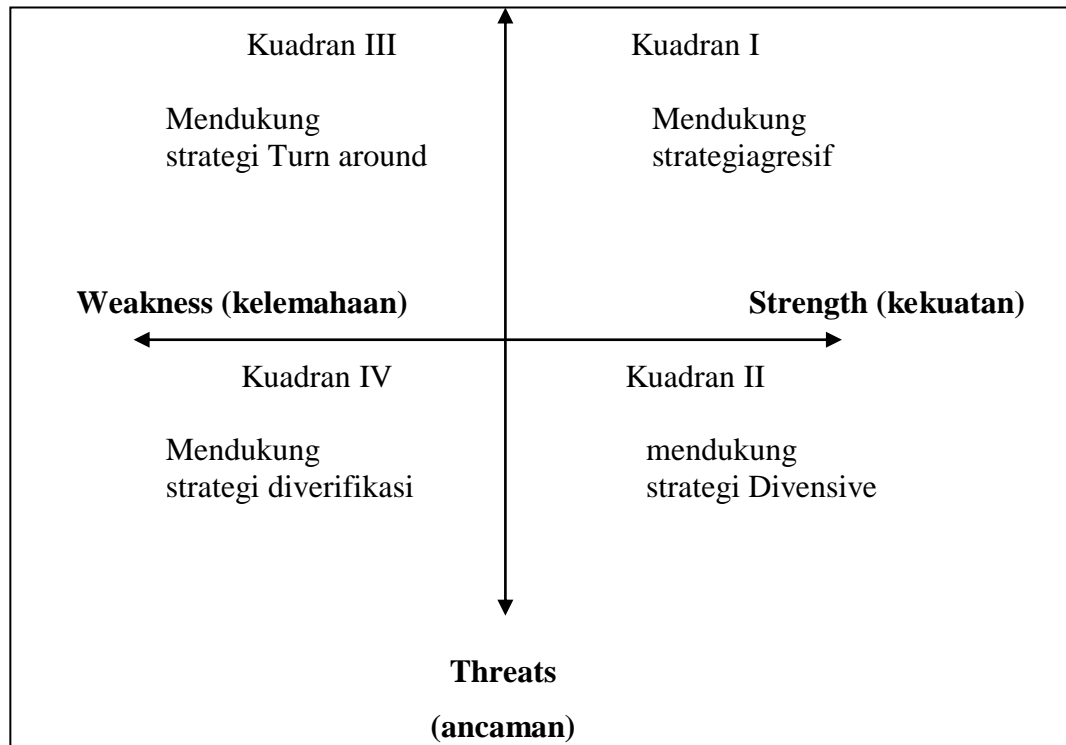 Kuadran III
Kuadran I
Mendukung
strategi Turn around
Mendukung
strategiagresif
Weakness (kelemahaan)
Strength (kekuatan)
Kuadran IV
Kuadran II
Mendukung
strategi diverifikasi
mendukung
strategi Divensive
Threats
(ancaman)